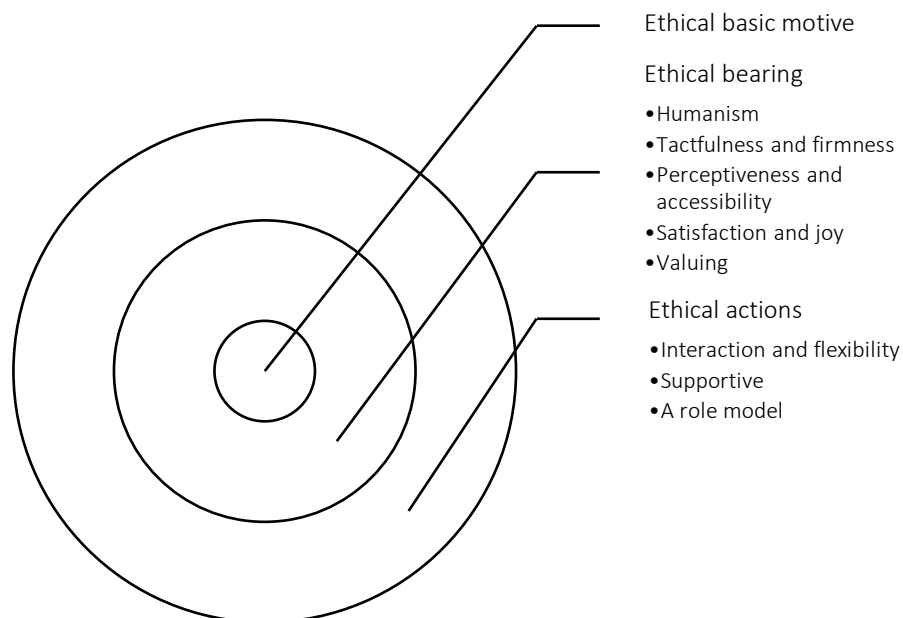 Ethical basic motive
Ethical bearing
•Humanism
•Tactfulness and firmness
•Perceptiveness and
accessibility
•Satisfaction and joy
•Valuing
Ethical actions
•Interaction and flexibility
•Supportive
•A role model